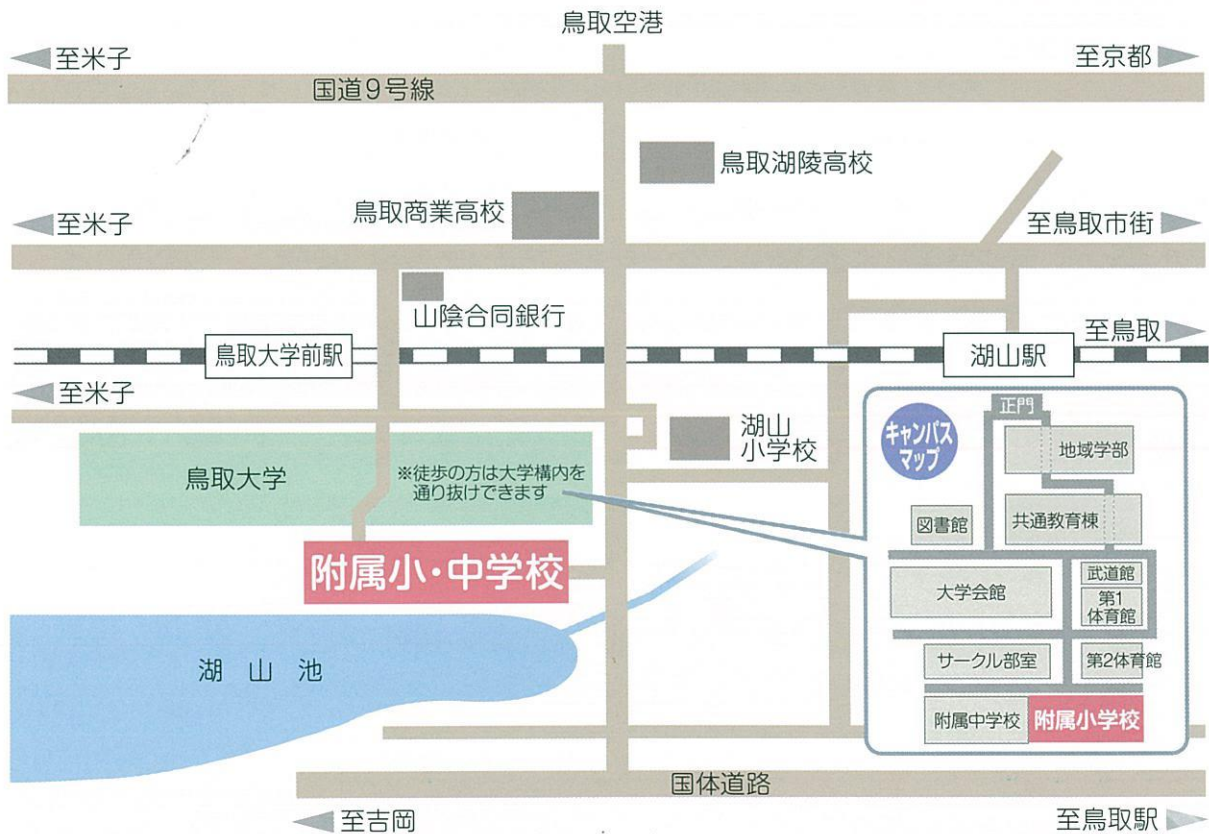 鳥取空港
至米子
至京都
国道9号線
鳥取湖陵高校
鳥取商業高校
至米子
至鳥取市街
山陰合同銀行
鳥取大学前駅
湖山駅
至鳥取
至米子
湖山
小学校
鳥取大学
※徒歩の方は大学構内を
通り抜けできます
附属小・中学校
湖山池
国体道路
至吉岡
至鳥取駅
キャンパス
マップ
正門
地域学部
図書館
共通教育棟
大学会館
武道館
第1
体育館
サークル部室
第2体育館
附属中学校
附属小学校